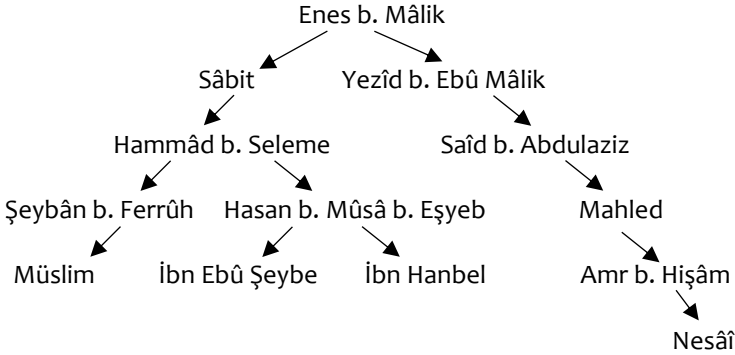 Enes b. Mâlik
Sâbit Yezîd b. Ebû Mâlik
Hammâd b. Seleme Saîd b. Abdulaziz
Şeybân b. Ferrûh Hasan b. Mûsâ b. Eşyeb Mahled
Müslim İbn Ebû Şeybe İbn Hanbel Amr b. Hişâm
Nesâî